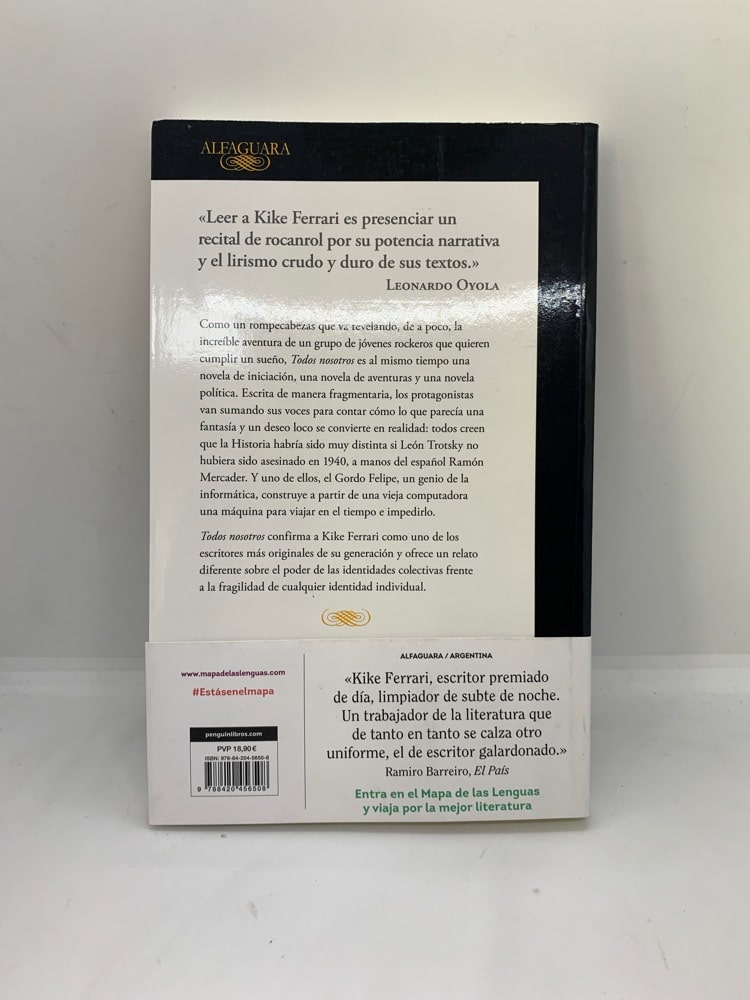 ALFAGUARA
«Leer a Kike Ferrari es presenciar un
recital de rocanrol por su potencia narrativa
y el lirismo crudo y duro de sus textos.»
Leonardo Oyola
Como un rompecabezas que va revelando, de a poco, la
increíble aventura de un grupo de jóvenes rockeros que quieren
cumplir un sueño, Todos nosotros es al mismo tiempo una
novela de iniciación, una novela de aventuras y una novela
política. Escrita de manera fragmentaria, los protagonistas
van sumando sus voces para contar cómo lo que parecía una
fantasía y un deseo loco se convierte en realidad: todos creen
que la Historia habría sido muy distinta si León Trotsky no
hubiera sido asesinado en 1940, a manos del español Ramón
Mercader. Y uno de ellos, el Gordo Felipe, un genio de la
informática, construye a partir de una vieja computadora
una máquina para viajar en el tiempo e impedirlo.
Todos nosotros confirma a Kike Ferrari como uno de los
escritores más originales de su generación y ofrece un relato
diferente sobre el poder de las identidades colectivas frente
a la fragilidad de cualquier identidad individual.
www.mapadelaslenguas.com
#Estásenelmapa
penguinlibros.com
PVP 18,90 €
ISBN: 978-84-204-5650-8
9 788420 456508
ALFAGUARA / ARGENTINA
«Kike Ferrari, escritor premiado
de día, limpiador de subte de noche.
Un trabajador de la literatura que
de tanto en tanto se calza otro
uniforme, el de escritor galardonado.»
Ramiro Barreiro, El País
Entra en el Mapa de las Lenguas
y viaja por la mejor literatura